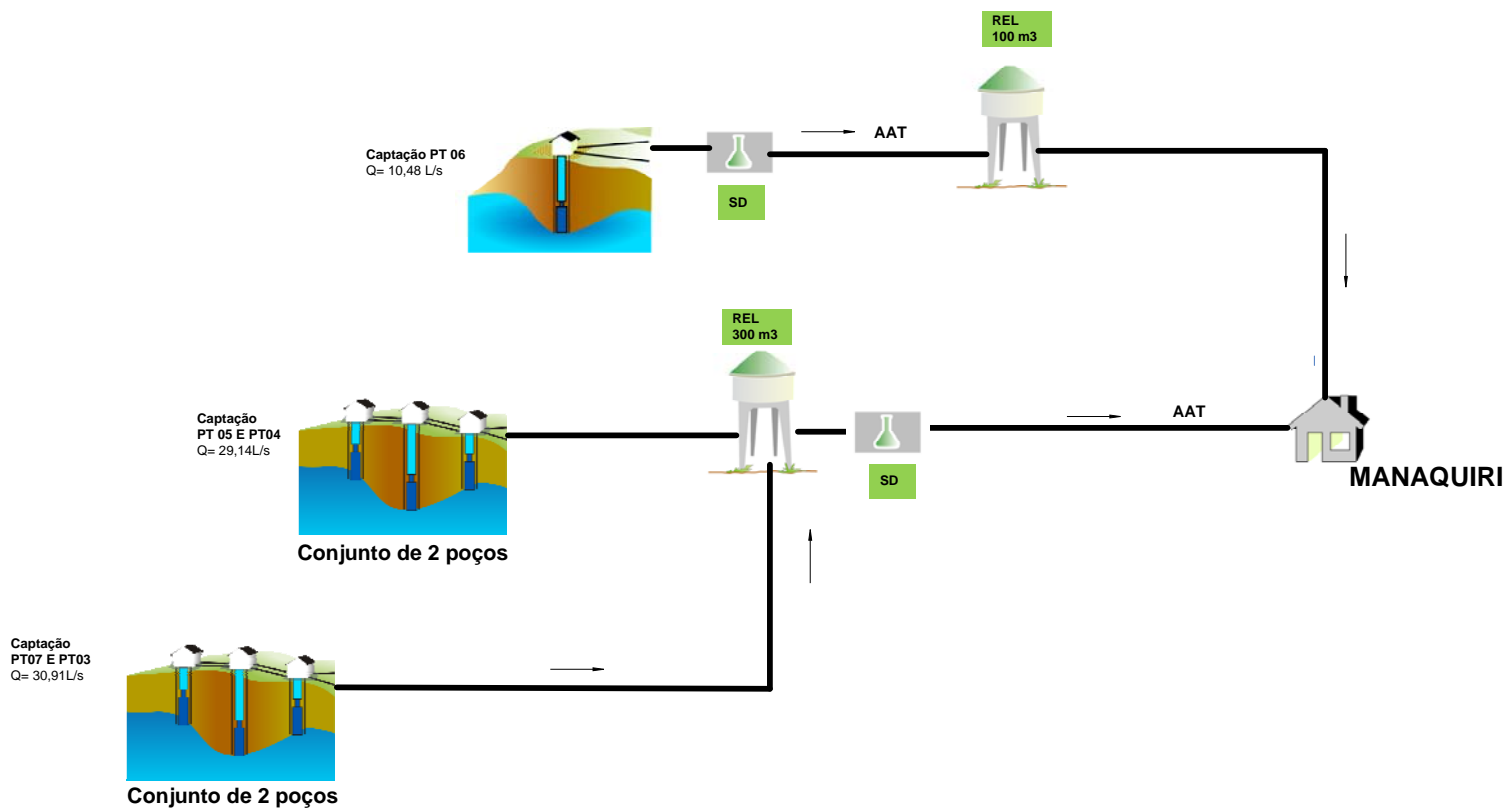 REL
100 m3
Captação PT 06
Q= 10,48 L/s
AAT
SD
REL
300 m3
Captação
PT 05 E PT04
Q= 29,14L/s
AAT
SD
MANAQUIRI
Conjunto de 2 poços
Captação
PT07 E PT03
Q= 30,91L/s
Conjunto de 2 poços